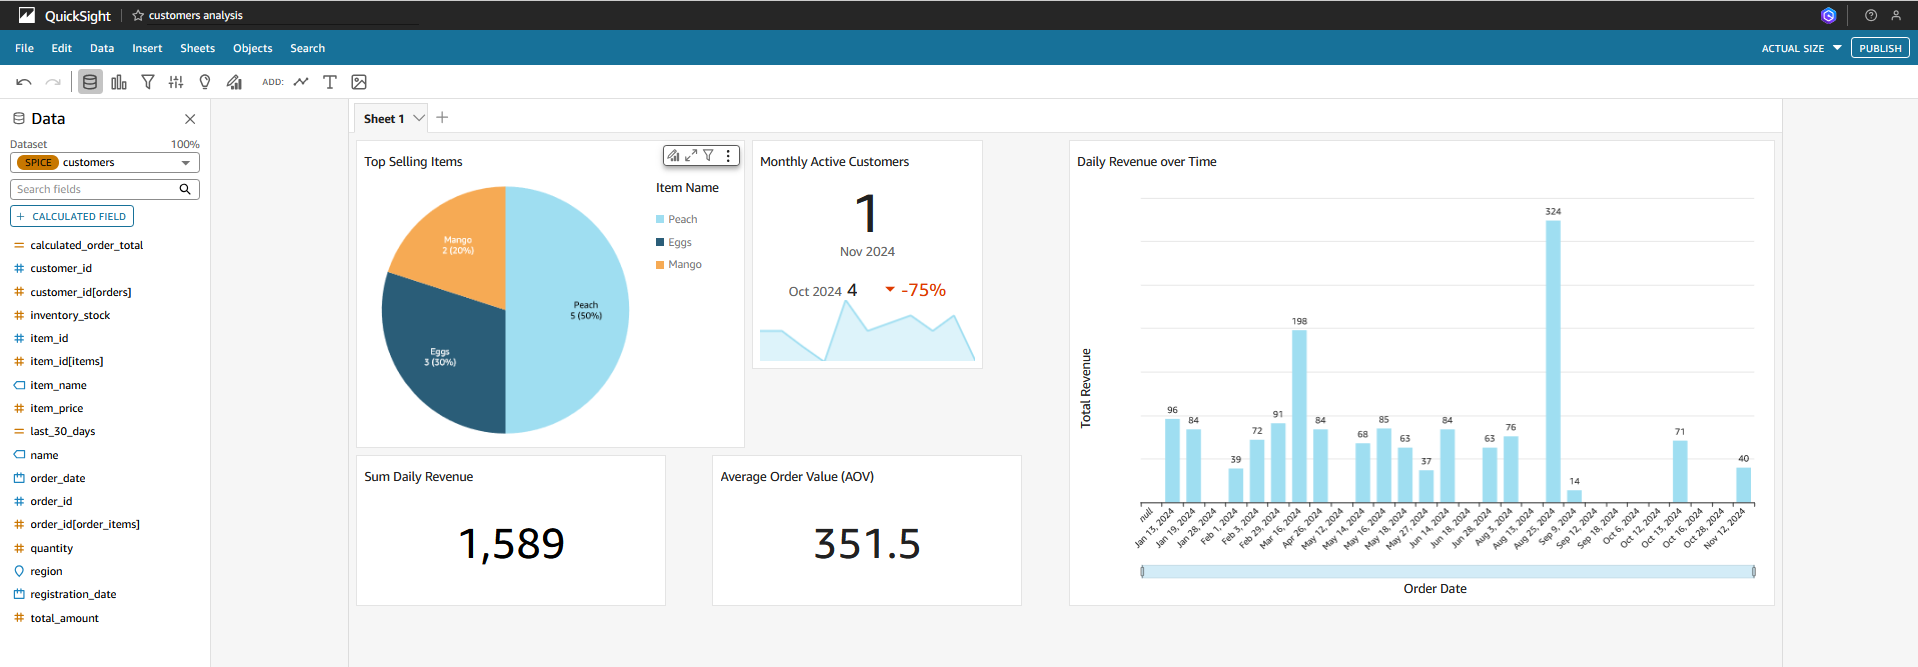 QuickSight
customers analysis
File Edit Data Insert Sheets Objects Search
ACTUAL SIZE
PUBLISH
ADD:
Data
Dataset 100%
SPICE customers
Search fields
+ CALCULATED FIELD
calculated_order_total
customer_id
customer_id[orders]
inventory_stock
item_id
item_id[items]
item_name
item_price
last_30_days
name
order_date
order_id
order_id[order_items]
quantity
region
registration_date
total_amount
Sheet 1
Top Selling Items
Item Name
Peach
Eggs
Mango
Mango
2 (20%)
Peach
5 (50%)
Eggs
3 (30%)
Monthly Active Customers
1
Nov 2024
Oct 2024 4 -75%
Sum Daily Revenue
1,589
Average Order Value (AOV)
351.5
Daily Revenue over Time
Total Revenue
96
84
39
72
91
198
84
68
85
63
37
84
63
76
324
14
71
40
null
Jan 13, 2024
Jan 19, 2024
Jan 28, 2024
Feb 1, 2024
Feb 3, 2024
Feb 29, 2024
Mar 16, 2024
Apr 26, 2024
May 12, 2024
May 14, 2024
May 16, 2024
May 18, 2024
May 27, 2024
Jun 14, 2024
Jun 18, 2024
Jun 28, 2024
Aug 3, 2024
Aug 13, 2024
Aug 25, 2024
Sep 9, 2024
Sep 12, 2024
Sep 18, 2024
Oct 6, 2024
Oct 12, 2024
Oct 13, 2024
Oct 16, 2024
Oct 28, 2024
Nov 12, 2024
Order Date